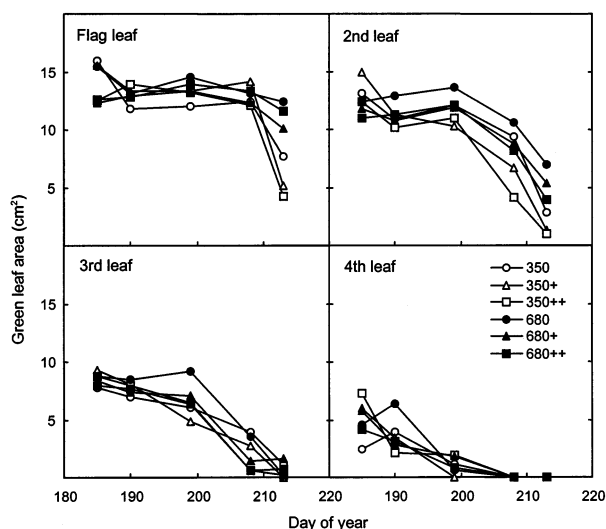 Flag leaf
2nd leaf
15
10
5
3rd leaf
4th leaf
350
350+
350++
680
680+
680++
15
10
5
180 190 200 210 220 190 200 210 220
Green leaf area (cm²)
Day of year